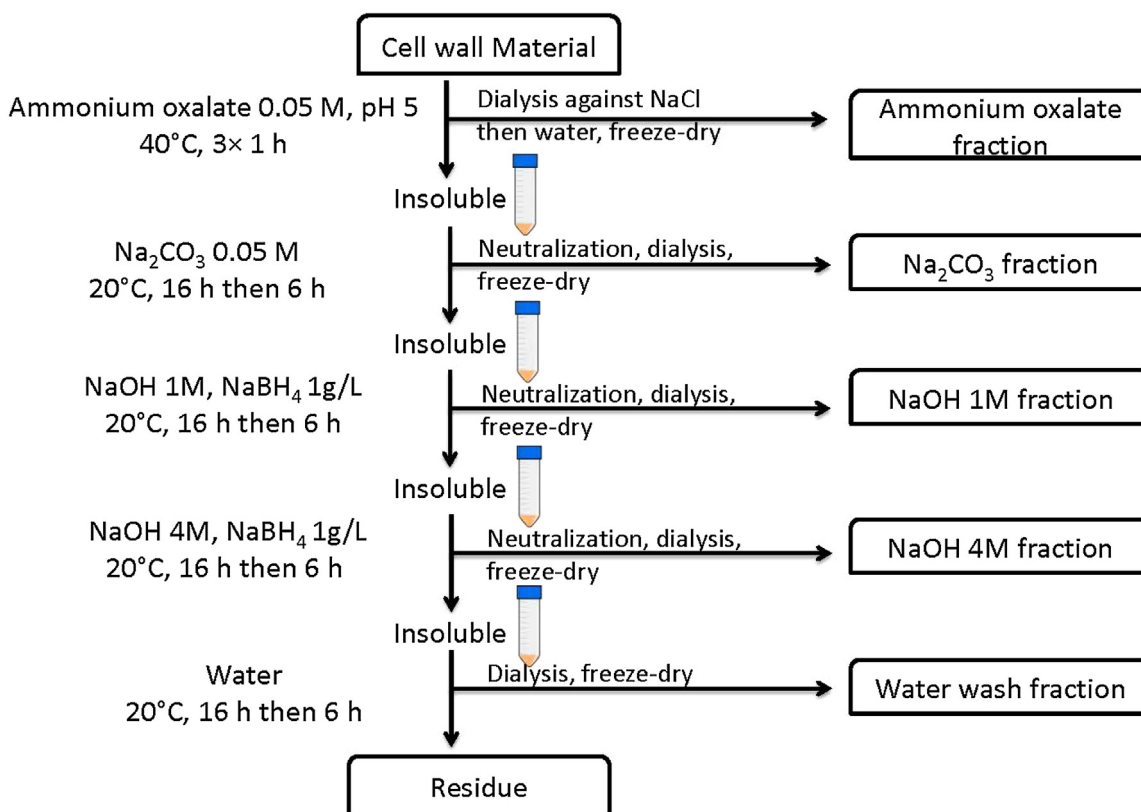 Cell wall Material
Ammonium oxalate 0.05 M, pH 5
40°C, 3× 1 h
Dialysis against NaCl
then water, freeze-dry
Ammonium oxalate
fraction
Insoluble
Na₂CO₃ 0.05 M
20°C, 16 h then 6 h
Neutralization, dialysis,
freeze-dry
Na₂CO₃ fraction
Insoluble
NaOH 1M, NaBH₄ 1g/L
20°C, 16 h then 6 h
Neutralization, dialysis,
freeze-dry
NaOH 1M fraction
Insoluble
NaOH 4M, NaBH₄ 1g/L
20°C, 16 h then 6 h
Neutralization, dialysis,
freeze-dry
NaOH 4M fraction
Insoluble
Water
20°C, 16 h then 6 h
Dialysis, freeze-dry
Water wash fraction
Residue